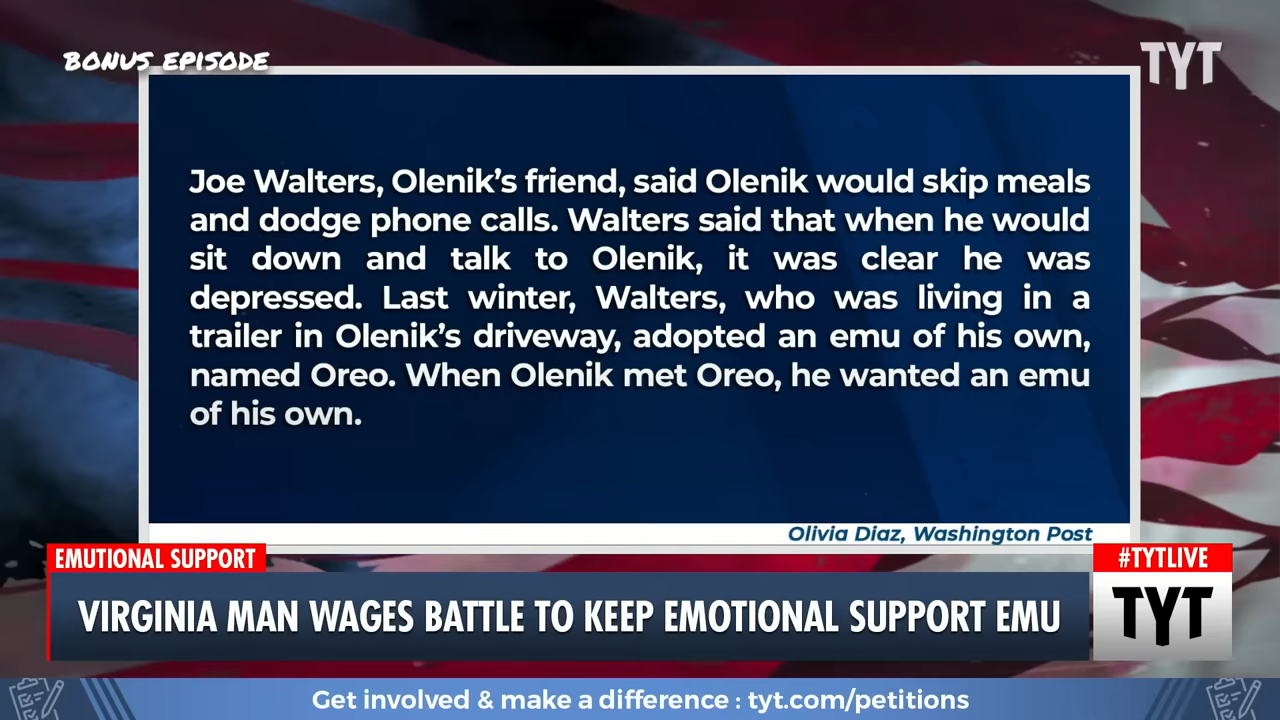 BONUS EPISODE
TYT
Joe Walters, Olenik’s friend, said Olenik would skip meals
and dodge phone calls. Walters said that when he would
sit down and talk to Olenik, it was clear he was
depressed. Last winter, Walters, who was living in a
trailer in Olenik’s driveway, adopted an emu of his own,
named Oreo. When Olenik met Oreo, he wanted an emu
of his own.
Olivia Diaz, Washington Post
EMUTIONAL SUPPORT
#TYTLIVE
VIRGINIA MAN WAGES BATTLE TO KEEP EMOTIONAL SUPPORT EMU
TYT
Get involved & make a difference : tyt.com/petitions